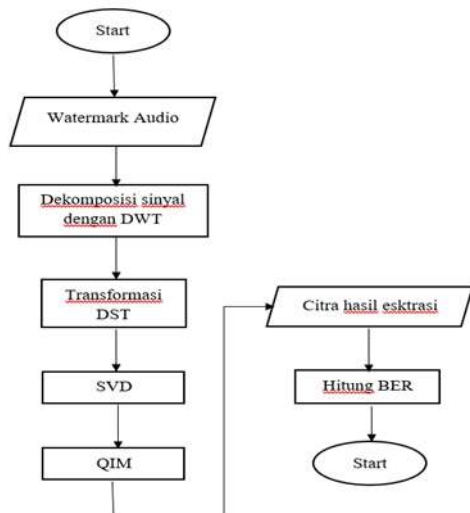 Start
Watermark Audio
Dekomposisi sinyal
dengan DWT
Transformasi
DST
SVD
QIM
Citra hasil esktrasi
Hitung BER
Start